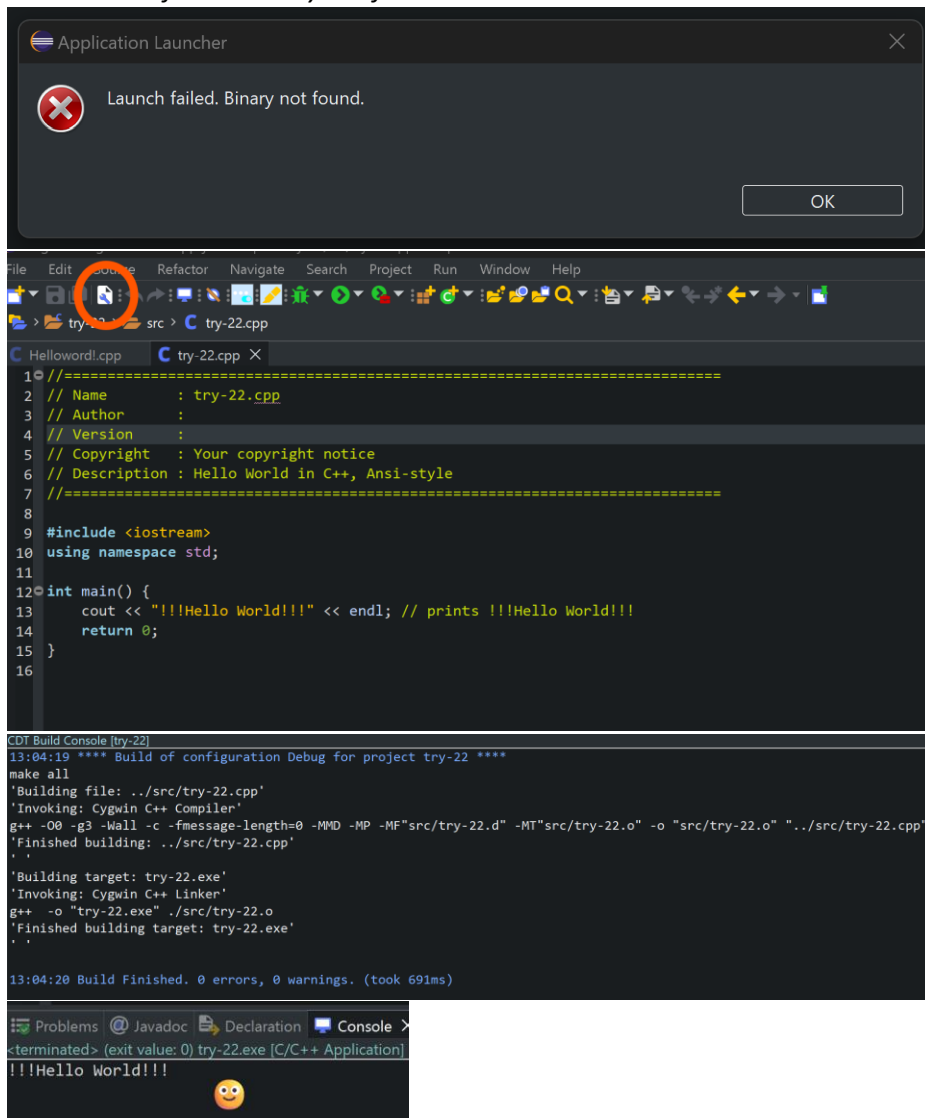 Application Launcher
Launch failed. Binary not found.
OK
File Edit Source Refactor Navigate Search Project Run Window Help
try-22 > src > try-22.cpp
Helloword!.cpp try-22.cpp
1 //===========================================================================
2 // Name        : try-22.cpp
3 // Author      :
4 // Version     :
5 // Copyright   : Your copyright notice
6 // Description : Hello World in C++, Ansi-style
7 //===========================================================================
8
9 #include <iostream>
10 using namespace std;
11
12 int main() {
13     cout << "!!!Hello World!!!" << endl; // prints !!!Hello World!!!
14     return 0;
15 }
16
CDT Build Console [try-22]
13:04:19 **** Build of configuration Debug for project try-22 ****
make all
'Building file: ../src/try-22.cpp'
'Invoking: Cygwin C++ Compiler'
g++ -O0 -g3 -Wall -c -fmessage-length=0 -MMD -MP -MF"src/try-22.d" -MT"src/try-22.o" -o "src/try-22.o" "../src/try-22.cpp"
'Finished building: ../src/try-22.cpp'
' '
'Building target: try-22.exe'
'Invoking: Cygwin C++ Linker'
g++  -o "try-22.exe" ./src/try-22.o
'Finished building target: try-22.exe'
' '
13:04:20 Build Finished. 0 errors, 0 warnings. (took 691ms)
Problems @ Javadoc Declaration Console
<terminated> (exit value: 0) try-22.exe [C/C++ Application]
!!!Hello World!!!